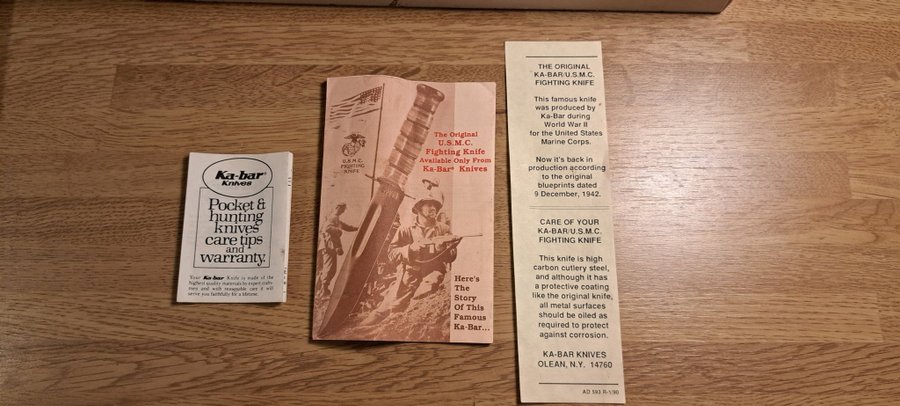 Ka-bar®
Knives
Pocket &
hunting
knives
care tips
and
warranty.
Your Ka-bar Knife is made of the
highest quality materials by expert crafts-
men and with reasonable care it will
serve you faithfully for a lifetime.
U.S.M.C.
FIGHTING
KNIFE
The Original
U.S.M.C.
Fighting Knife
Available Only From
Ka-Bar® Knives
Here's
The
Story
Of This
Famous
Ka-Bar...
THE ORIGINAL
KA-BAR/U.S.M.C.
FIGHTING KNIFE
This famous knife
was produced by
Ka-Bar during
World War II
for the United States
Marine Corps.
Now it's back in
production according
to the original
blueprints dated
9 December, 1942.
CARE OF YOUR
KA-BAR/U.S.M.C.
FIGHTING KNIFE
This knife is high
carbon cutlery steel,
and although it has
a protective coating
like the original knife,
all metal surfaces
should be oiled as
required to protect
against corrosion.
KA-BAR KNIVES
OLEAN, N.Y. 14760
AD 593 R-1/90